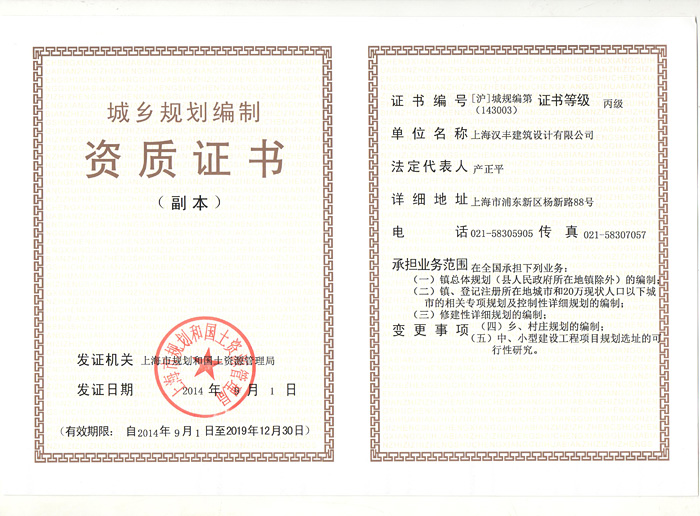 城乡规划编制
资质证书
（副本）
发证机关 上海市规划和国土资源管理局
发证日期 2014 年 9 月 1 日
（有效期限： 自2014年9月1日至2019年12月30日）
上海市规划和国土资源管理局
证书编号 [沪]城规编第（143003） 证书等级 丙级
单位名称 上海汉丰建筑设计有限公司
法定代表人 产正平
详细地址 上海市浦东新区杨新路88号
电话 021-58305905 传真 021-58307057
承担业务范围 在全国承担下列业务：
（一）镇总体规划（县人民政府所在地镇除外）的编制；
（二）镇、登记注册所在地城市和20万现状人口以下城
市的相关专项规划及控制性详细规划的编制；
（三）修建性详细规划的编制；
变更事项 （四）乡、村庄规划的编制；
（五）中、小型建设工程项目规划选址的可
行性研究。